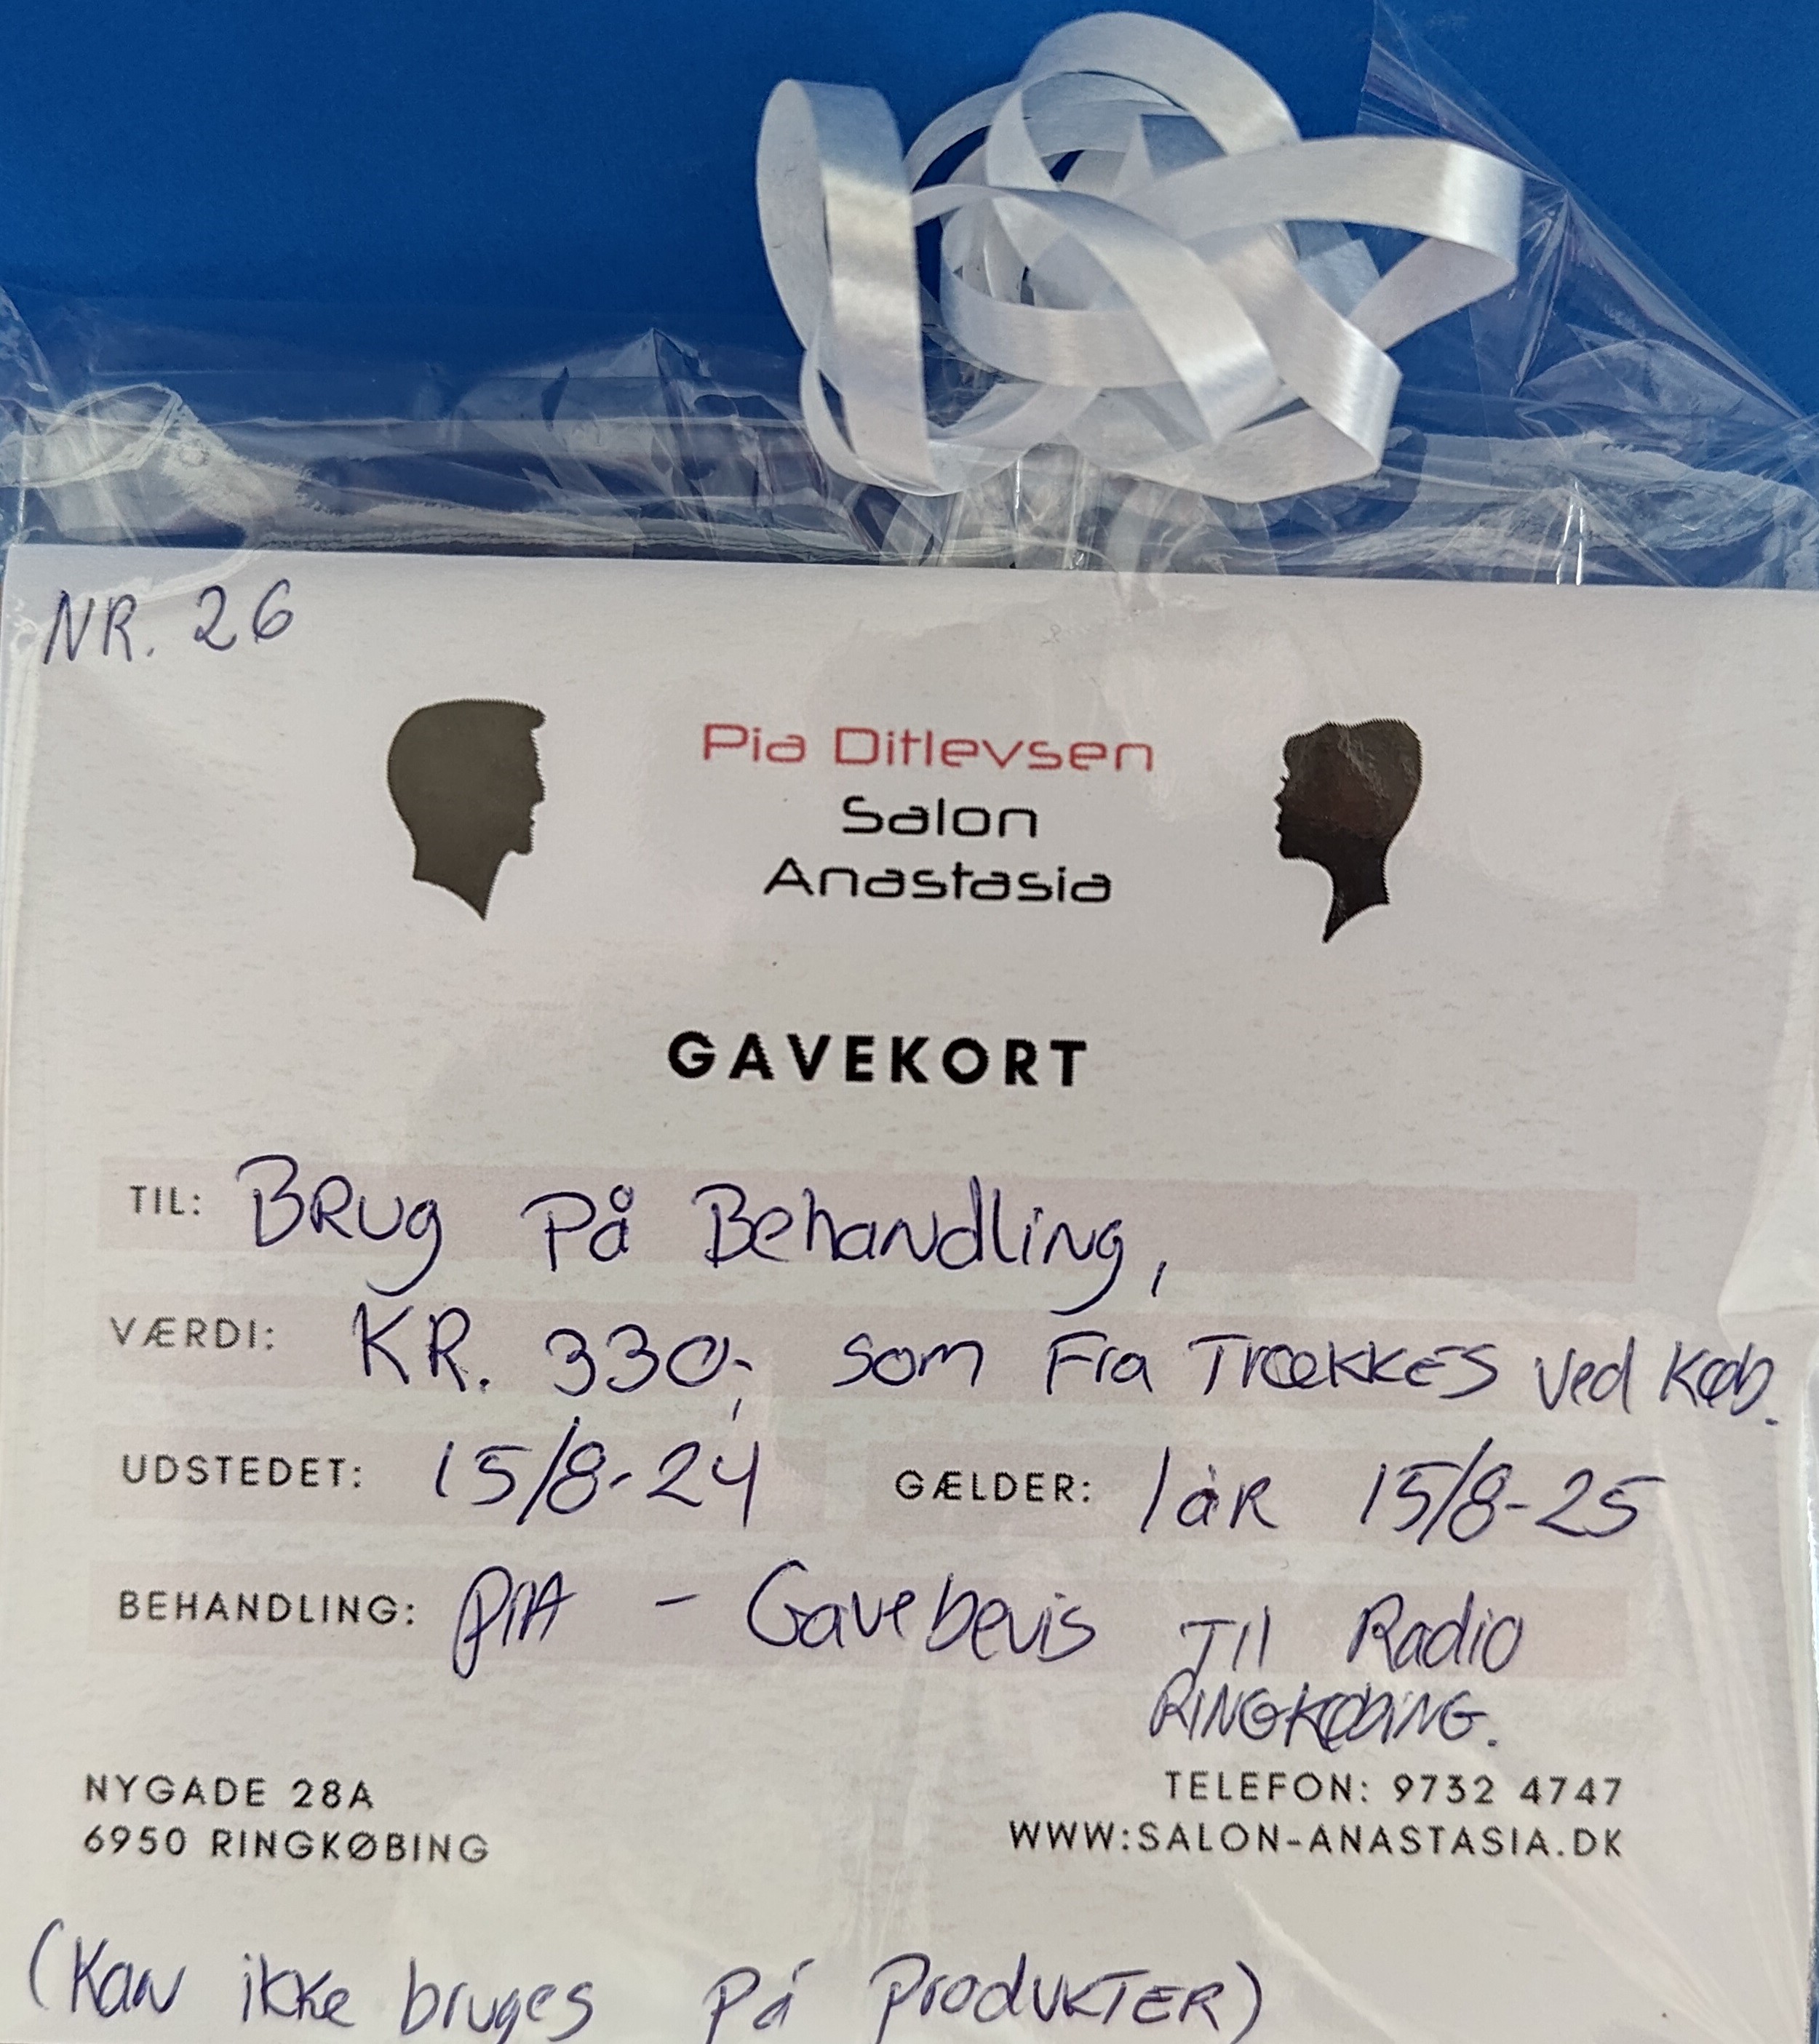 NR. 26
Pia Ditlevsen
Salon
Anastasia
GAVEKORT
TIL: BRUG På Behandling,
VÆRDI: KR. 330,- som Fra TrækkES Ved Køb.
UDSTEDET: 15/8-24 GÆLDER: 1 åR 15/8-25
BEHANDLING: PIA - Gavebevis Til Radio
RINGKøbING.
NYGADE 28A
6950 RINGKØBING
TELEFON: 9732 4747
WWW:SALON-ANASTASIA.DK
(Kan ikke bruges på ProdukTER)